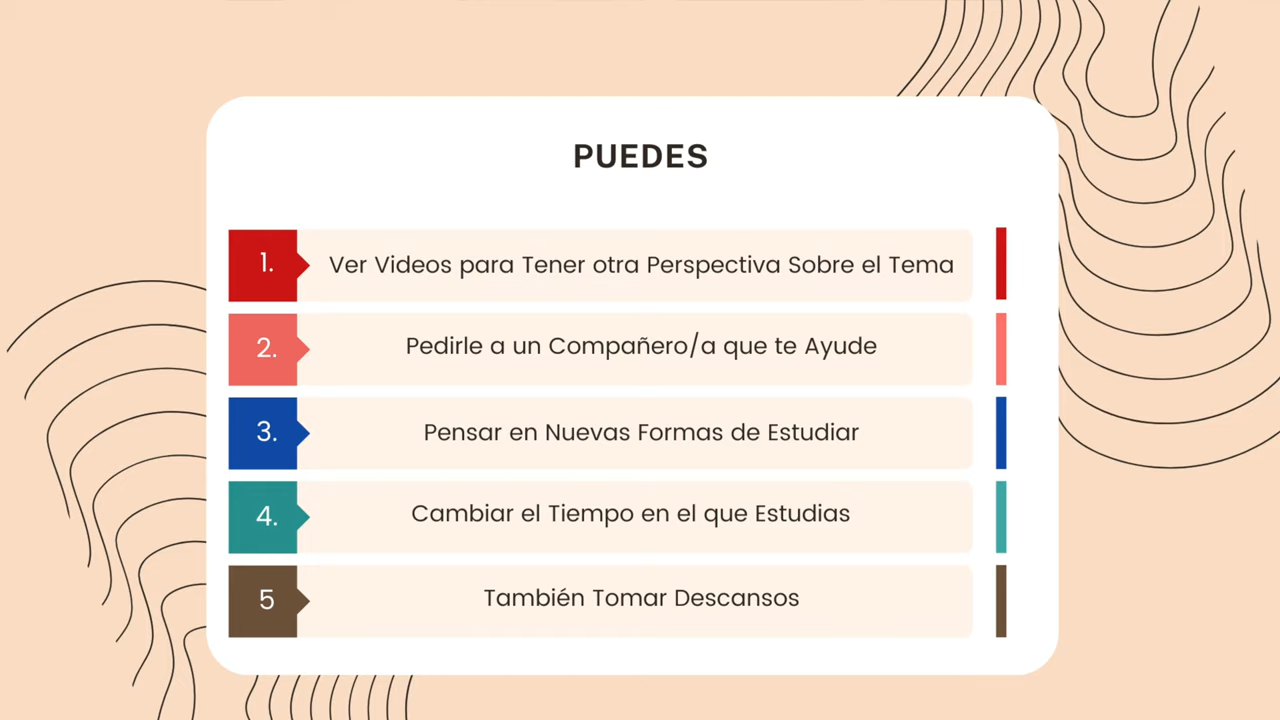 PUEDES
1. Ver Videos para Tener otra Perspectiva Sobre el Tema
2. Pedirle a un Compañero/a que te Ayude
3. Pensar en Nuevas Formas de Estudiar
4. Cambiar el Tiempo en el que Estudias
5 También Tomar Descansos